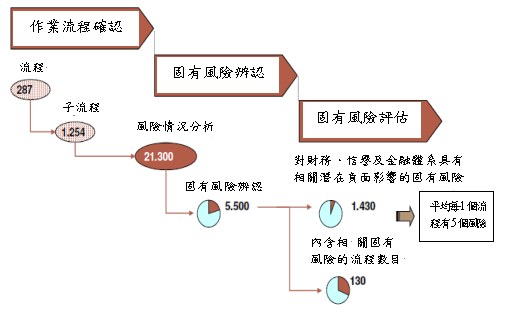 作業流程確認
固有風險辨認
固有風險評估
流程
287
子流程
1.254
風險情況分析
21.300
固有風險辨認
5.500
對財務、信譽及金融體系具有
相關潛在負面影響的固有風險
1.430
平均每1個流
程有5個風險
內含相關固有
風險的流程數目
130